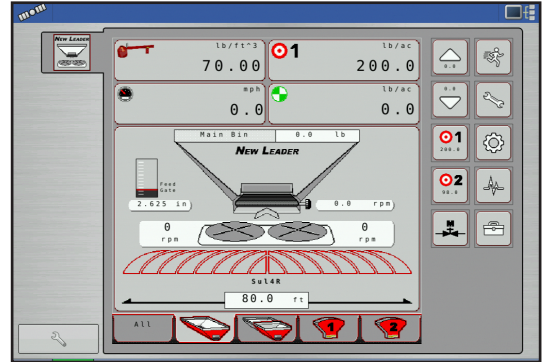 NEW LEADER
lb/ft^3
70.00
1
lb/ac
200.0
mph
0.0
lb/ac
0.0
Main Bin 0.0 lb
NEW LEADER
Feed
Gate
2.625 in
0.0 rpm
0
rpm
0
rpm
Sul4R
80.0 ft
All
1
2
0.0
0.0
1
200.0
2
90.0
M